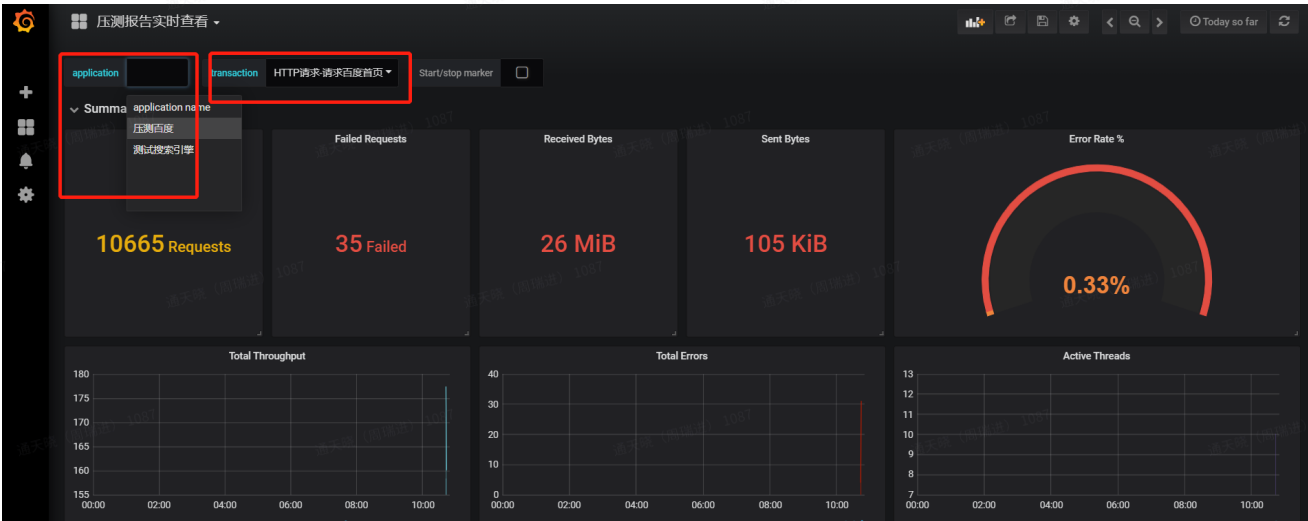 压测报告实时查看
Today so far
application
transaction HTTP请求-请求百度首页
Start/stop marker
Summa
application name
压测百度
测试搜索引擎
Failed Requests
Received Bytes
Sent Bytes
Error Rate %
10665 Requests
35 Failed
26 MiB
105 KiB
0.33%
Total Throughput
180
175
170
165
160
155
00:00 02:00 04:00 06:00 08:00 10:00
Total Errors
40
30
20
10
0
00:00 02:00 04:00 06:00 08:00 10:00
Active Threads
13
12
11
10
9
8
7
00:00 02:00 04:00 06:00 08:00 10:00